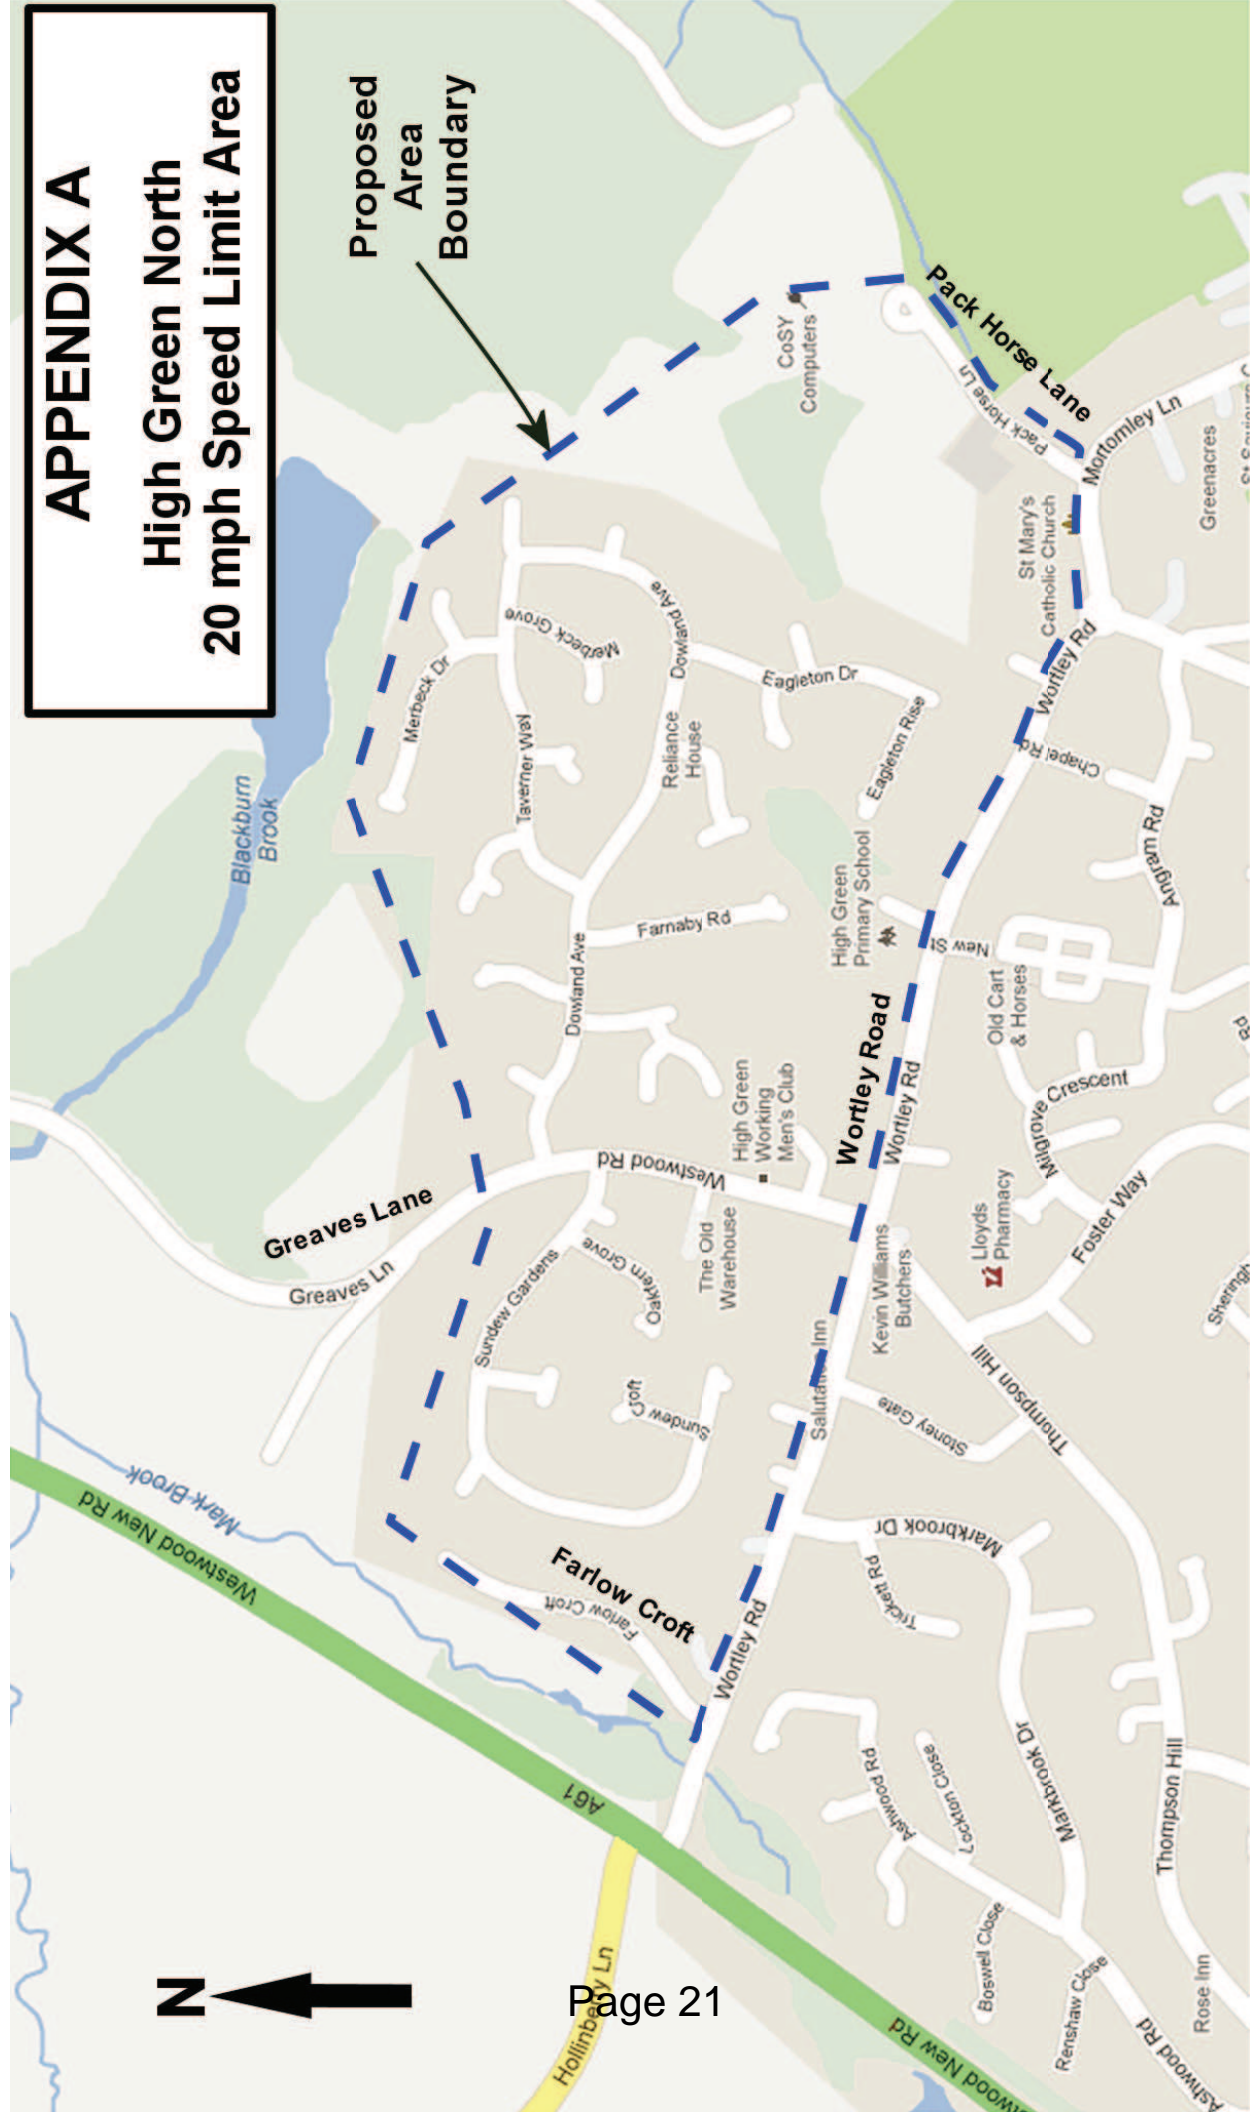 APPENDIX A
High Green North
20 mph Speed Limit Area
Proposed
Area
Boundary
Blackburn
Brook
Greaves Lane
Greaves Ln
Westwood New Rd
Mark Brook
A61
Hollinberry Ln
N
Page 21
Merbeck Dr
Merbeck Grove
Taverner Way
Dowland Ave
Dowland Ave
Reliance
House
Eagleton Dr
Eagleton Rise
Farnaby Rd
CoSY
Computers
Pack Horse Lane
Pack Horse Ln
Mortomley Ln
Greenacres
St Mary's
Catholic Church
Wortley Rd
Chapel Rd
Angram Rd
High Green
Primary School
New St
Old Cart
& Horses
Wortley Road
Wortley Rd
High Green
Working
Men's Club
Westwood Rd
The Old
Warehouse
Sundew Gardens
Oaktern Grove
Sundew Croft
Milgrove Crescent
Lloyds
Pharmacy
Foster Way
Kevin Williams
Butchers
Salutation Inn
Stoney Gate
Thompson Hill
Rd
Farlow Croft
Farlow Croft
Wortley Rd
Markbrook Dr
Trickett Rd
Markbrook Dr
Ashwood Rd
Lockton Close
Boswell Close
Renshaw Close
Thompson Hill
Rose Inn
Ashwood Rd
stwood New Rd